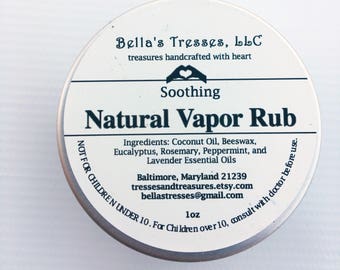 Bella's Tresses, LLC
treasures handcrafted with heart
Soothing
Natural Vapor Rub
Ingredients: Coconut Oil, Beeswax,
Eucalyptus, Rosemary, Peppermint, and
Lavender Essential Oils
Baltimore, Maryland 21239
tressesandtreasures.etsy.com
bellastresses@gmail.com
1oz
NOT FOR CHILDREN UNDER 10. For Children over 10, consult with doctor before use.